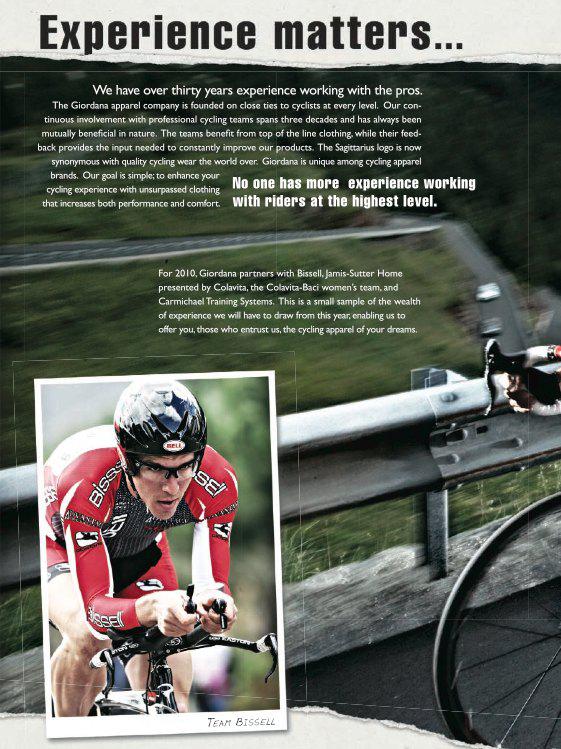 Experience matters...
We have over thirty years experience working with the pros.
The Giordana apparel company is founded on close ties to cyclists at every level. Our con-
tinuous involvement with professional cycling teams spans three decades and has always been
mutually beneficial in nature. The teams benefit from top of the line clothing, while their feed-
back provides the input needed to constantly improve our products. The Sagittarius logo is now
synonymous with quality cycling wear the world over. Giordana is unique among cycling apparel
brands. Our goal is simple; to enhance your
cycling experience with unsurpassed clothing
that increases both performance and comfort.
No one has more experience working
with riders at the highest level.
For 2010, Giordana partners with Bissell, Jamis-Sutter Home
presented by Colavita, the Colavita-Baci women's team, and
Carmichael Training Systems. This is a small sample of the wealth
of experience we will have to draw from this year, enabling us to
offer you, those who entrust us, the cycling apparel of your dreams.
BELL
BISSELL
BISSELL
BISSELL
EASTON
EASTON
TEAM BISSELL